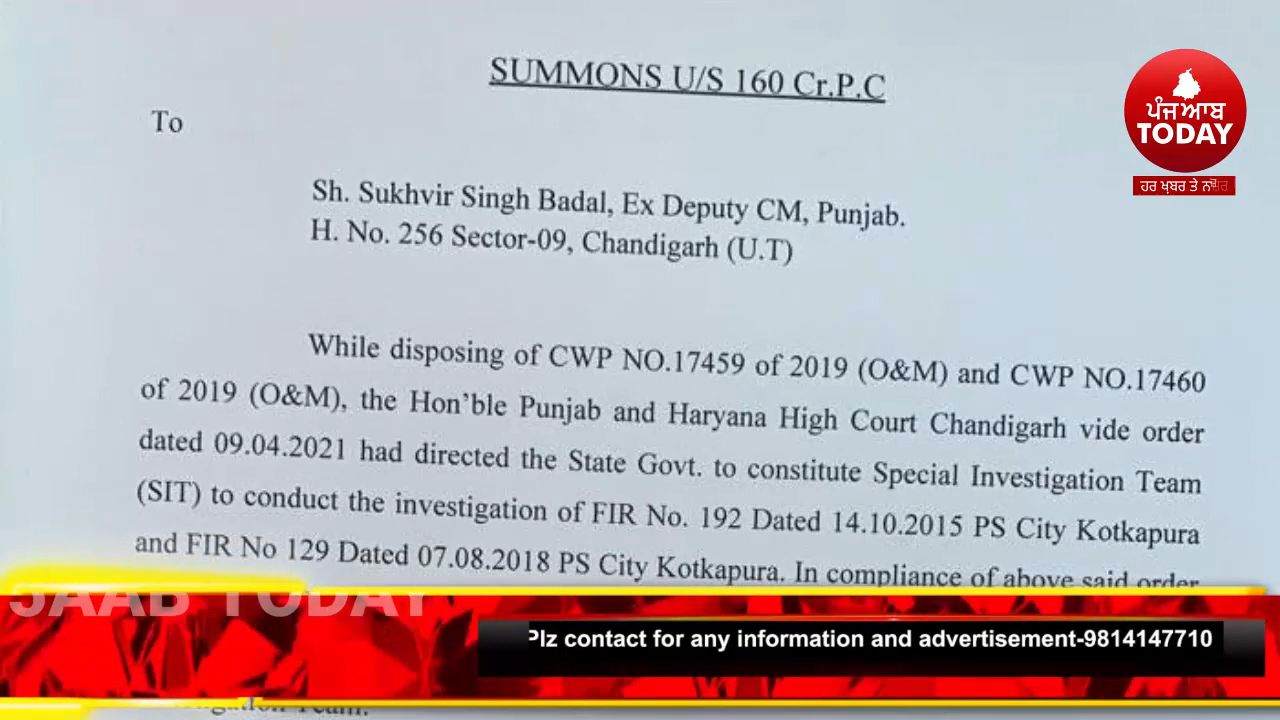 SUMMONS U/S 160 Cr.P.C
To
Sh. Sukhvir Singh Badal, Ex Deputy CM, Punjab.
H. No. 256 Sector-09, Chandigarh (U.T)
While disposing of CWP NO.17459 of 2019 (O&M) and CWP NO.17460
of 2019 (O&M), the Hon'ble Punjab and Haryana High Court Chandigarh vide order
dated 09.04.2021 had directed the State Govt. to constitute Special Investigation Team
(SIT) to conduct the investigation of FIR No. 192 Dated 14.10.2015 PS City Kotkapura
and FIR No 129 Dated 07.08.2018 PS City Kotkapura. In compliance of above said order
ਪੰਜਾਬ
TODAY
ਹਰ ਖ਼ਬਰ ਤੇ
TODAY
Plz contact for any information and advertisement-9814147710
Team.